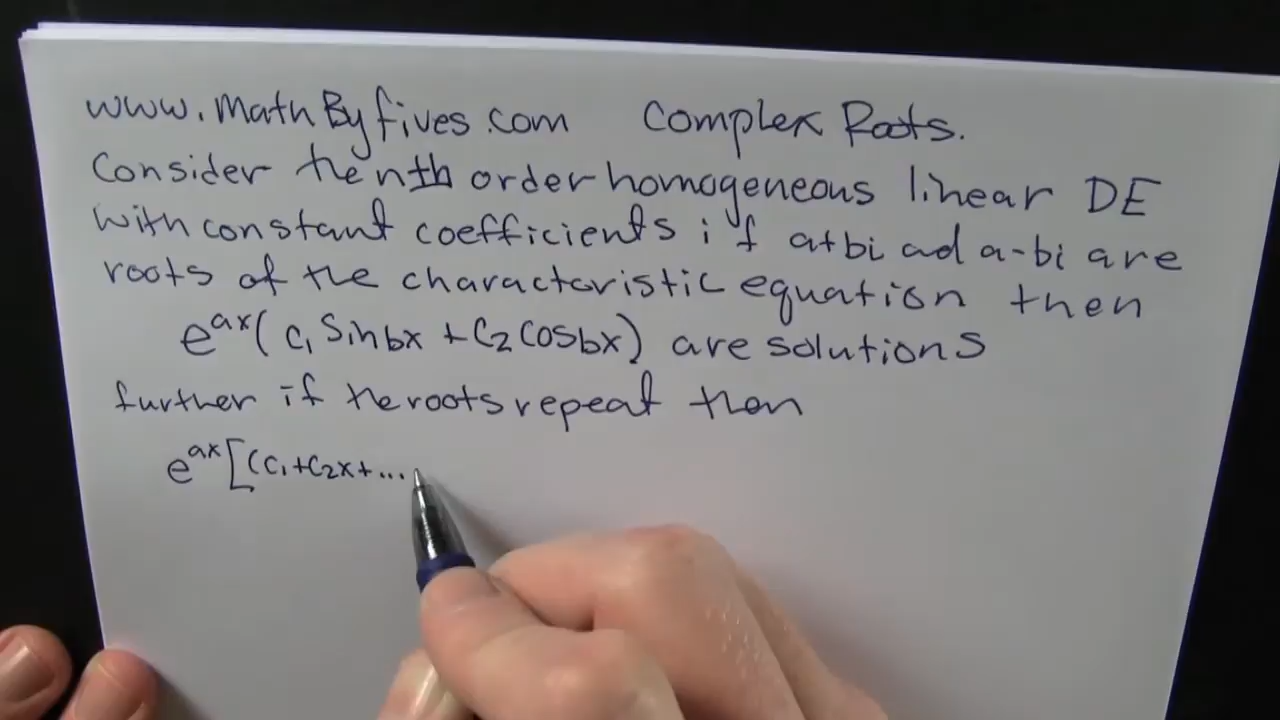 www.MathByfives.com Complex Roots.
Consider the nth order homogeneous linear DE
with constant coefficients if a+bi ad a-bi are
roots of the characteristic equation then
e^{ax}(c₁ Sinbx + C₂ Cosbx) are solutions
further if the roots repeat then
e^{ax}[(c₁+C₂x+...